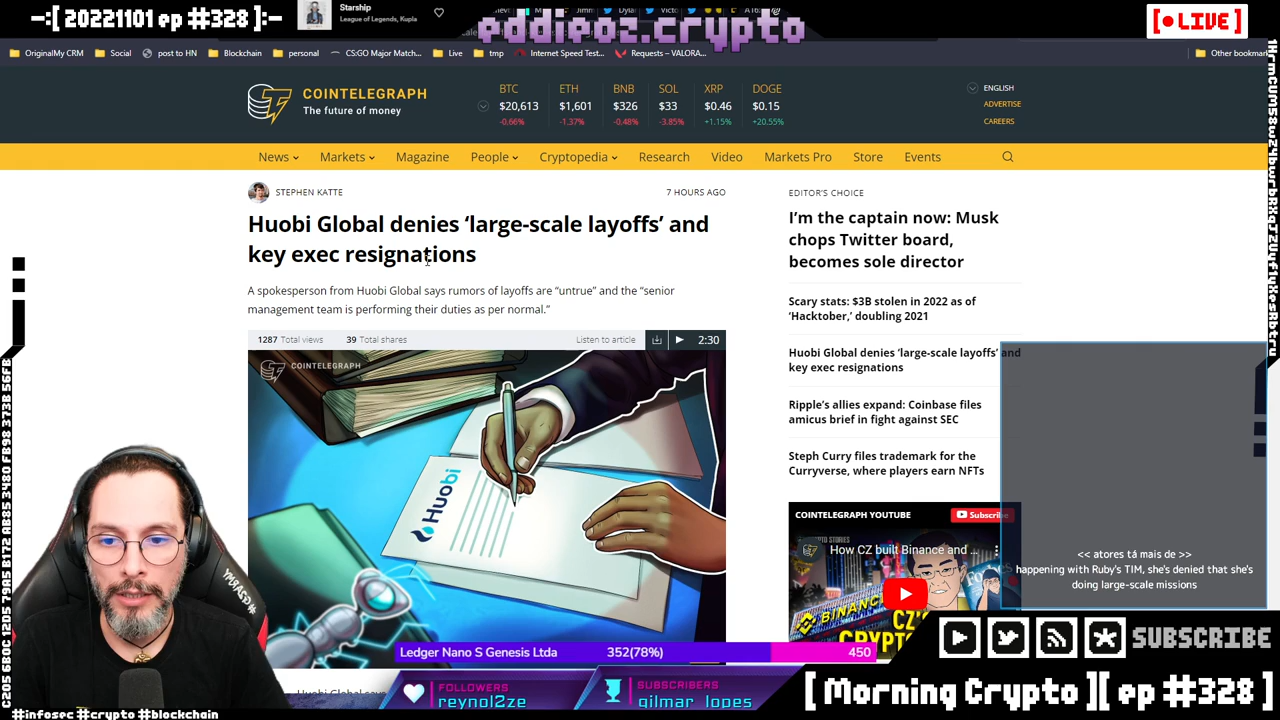 -:[ 20221101 ep #328 ]:-
Starship
League of Legends, Kupla
eddieoz.crypto
[ LIVE ]
OriginalMy CRM
Social
move post to HN
Blockchain
personal
CS:GO Major Match...
Live
tmp
Internet Speed Test...
Requests – VALORA...
Other bookmar
COINTELEGRAPH
The future of money
BTC ETH BNB SOL XRP DOGE
$20,613 $1,601 $326 $33 $0.46 $0.15
-0.66% -1.37% -0.48% -3.85% +1.15% +20.55%
ENGLISH
ADVERTISE
CAREERS
News Markets Magazine People Cryptopedia Research Video Markets Pro Store Events
STEPHEN KATTE
7 HOURS AGO
Huobi Global denies ‘large-scale layoffs’ and
key exec resignations
A spokesperson from Huobi Global says rumors of layoffs are “untrue” and the “senior
management team is performing their duties as per normal.”
1287 Total views 39 Total shares Listen to article 2:30
COINTELEGRAPH
Huobi
EDITOR'S CHOICE
I’m the captain now: Musk
chops Twitter board,
becomes sole director
Scary stats: $3B stolen in 2022 as of
‘Hacktober,’ doubling 2021
Huobi Global denies ‘large-scale layoffs’ and
key exec resignations
Ripple’s allies expand: Coinbase files
amicus brief in fight against SEC
Steph Curry files trademark for the
Curryverse, where players earn NFTs
COINTELEGRAPH YOUTUBE
Subscribe
How CZ built Binance and ...
BINANCE
CZ'S
<< atores tá mais de >>
happening with Ruby's TIM, she's denied that she's
doing large-scale missions
YMRASS
Ledger Nano S Genesis Ltda 352(78%) 450
Huobi Global says
FOLLOWERS
reynol2ze
SUBSCRIBERS
gilmar_lopes
SUBSCRIBE
[ Morning Crypto ][ ep #328 ]
#infosec #crypto #blockchain